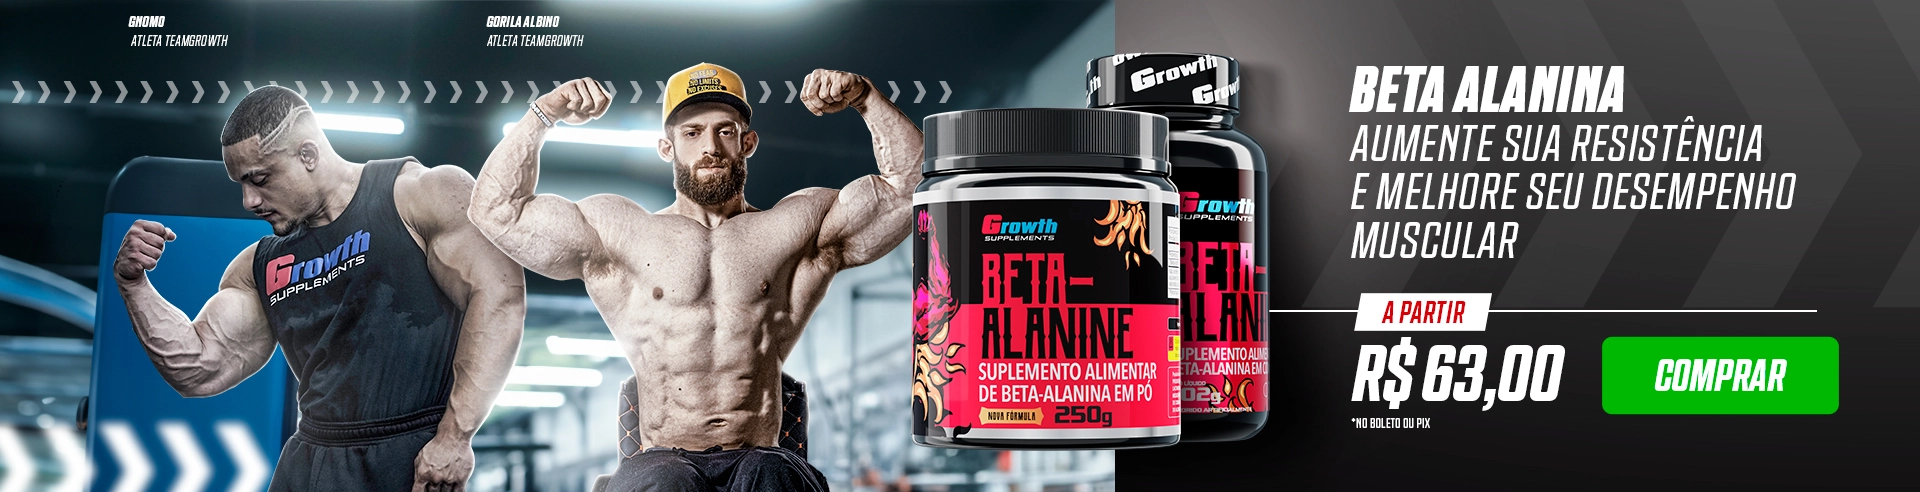 GNOMO
ATLETA TEAMGROWTH
GORILA ALBINO
ATLETA TEAMGROWTH
NO LIMITS
NO EXCUSES
Growth
SUPPLEMENTS
Growth
Growth
SUPPLEMENTS
BETA-
ALANINE
SUPLEMENTO ALIMENTAR
DE BETA-ALANINA EM PÓ
NOVA FÓRMULA 250g
Growth
SUPPLEMENTS
BETA-
BETA ALANINA
AUMENTE SUA RESISTÊNCIA
E MELHORE SEU DESEMPENHO
MUSCULAR
A PARTIR
R$ 63,00
*NO BOLETO OU PIX
COMPRAR